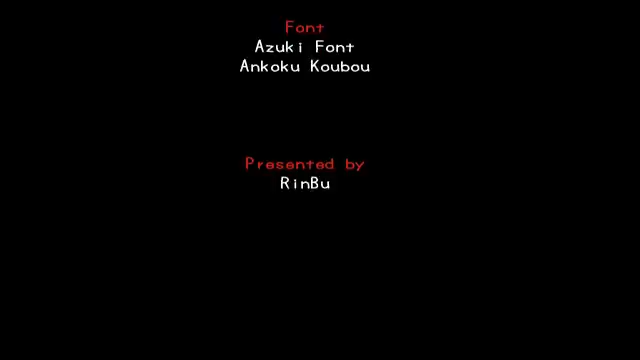 Font
Azuki Font
Ankoku Koubou
Presented by
RinBu